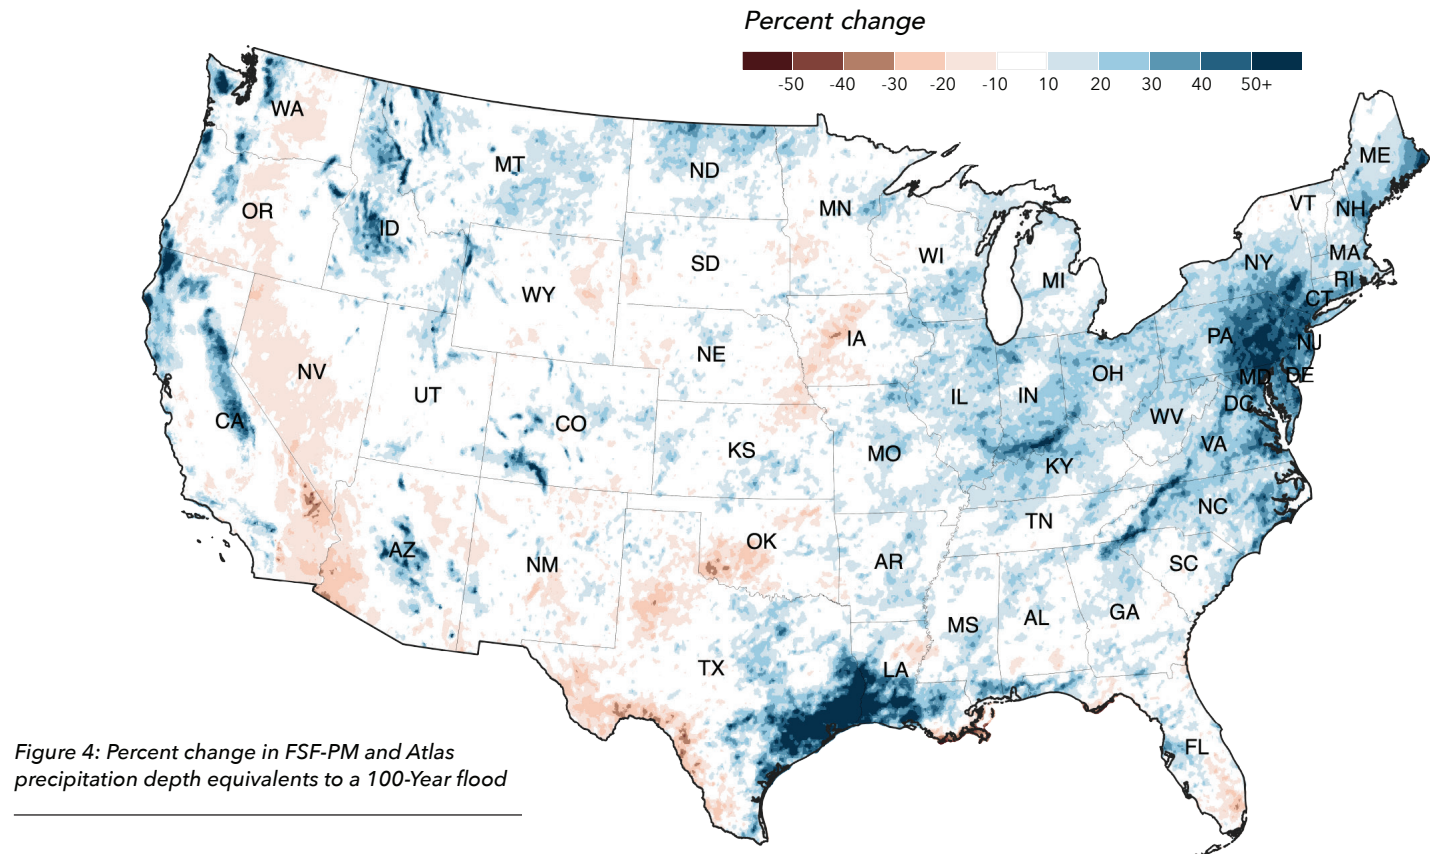 Percent change
-50 -40 -30 -20 -10 10 20 30 40 50+
WA
MT
ND
MN
ME
VT
NH
OR
ID
SD
WI
MI
NY
MA
RI
CT
WY
IA
PA
NJ
NE
NV
UT
CO
IL
IN
OH
MD
DE
DC
WV
CA
KS
MO
KY
VA
NC
TN
AZ
NM
OK
AR
SC
MS
AL
GA
TX
LA
FL
Figure 4: Percent change in FSF-PM and Atlas
precipitation depth equivalents to a 100-Year flood